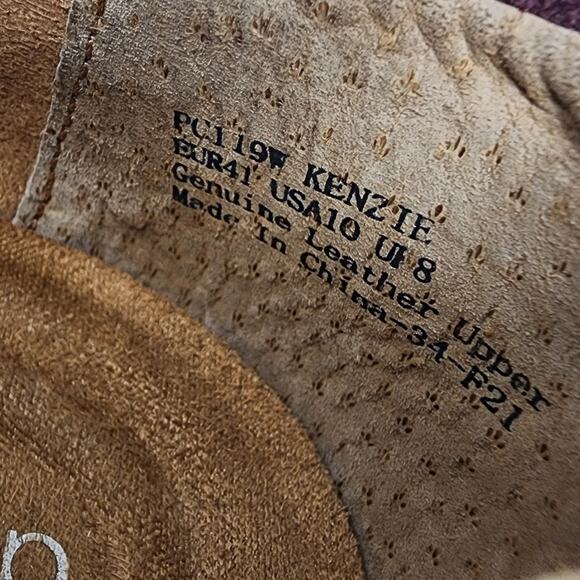 PC119W KENZIE
EUR41 USA10 UK8
Genuine Leather Upper
Made In China-34-F21
p